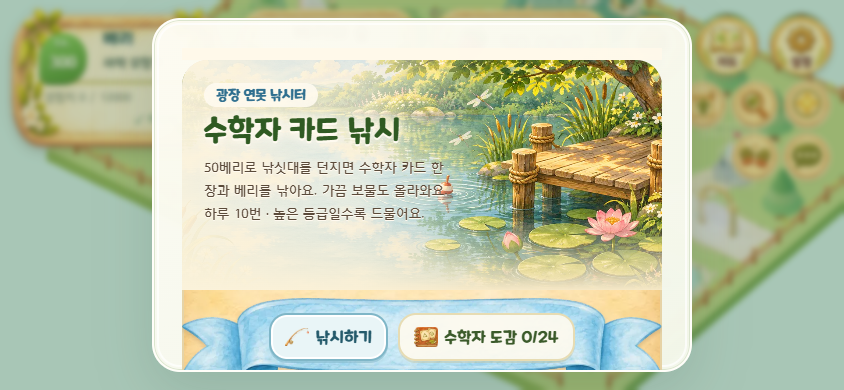 광장 연못 낚시터
수학자 카드 낚시
50베리로 낚싯대를 던지면 수학자 카드 한
장과 베리를 낚아요. 가끔 보물도 올라와요.
하루 10번 · 높은 등급일수록 드물어요.
낚시하기
수학자 도감 0/24